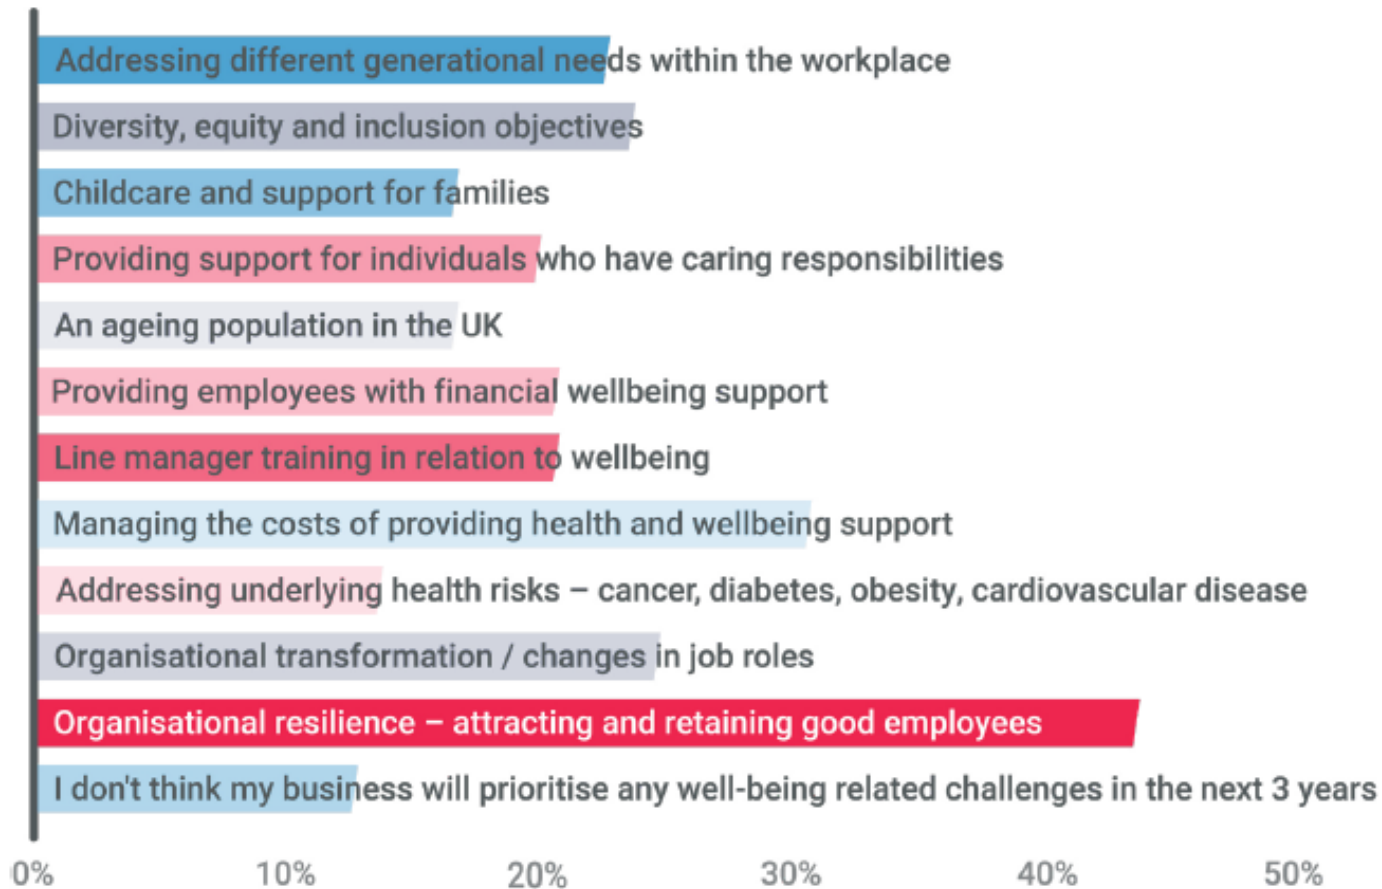 Addressing different generational needs within the workplace
Diversity, equity and inclusion objectives
Childcare and support for families
Providing support for individuals who have caring responsibilities
An ageing population in the UK
Providing employees with financial wellbeing support
Line manager training in relation to wellbeing
Managing the costs of providing health and wellbeing support
Addressing underlying health risks – cancer, diabetes, obesity, cardiovascular disease
Organisational transformation / changes in job roles
Organisational resilience – attracting and retaining good employees
I don't think my business will prioritise any well-being related challenges in the next 3 years
0% 10% 20% 30% 40% 50%